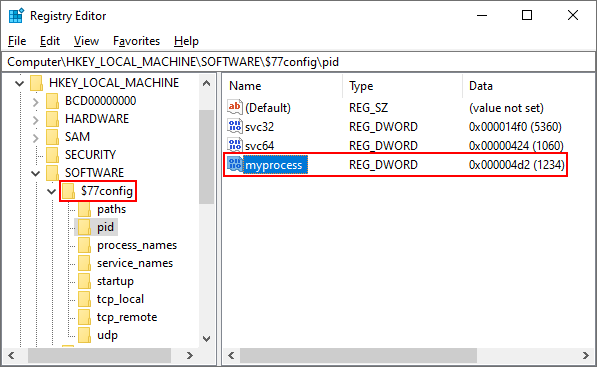 Registry Editor
File Edit View Favorites Help
Computer\HKEY_LOCAL_MACHINE\SOFTWARE\$77config\pid
HKEY_LOCAL_MACHINE
BCD00000000
HARDWARE
SAM
SECURITY
SOFTWARE
$77config
paths
pid
process_names
service_names
startup
tcp_local
tcp_remote
udp
Name Type Data
(Default) REG_SZ (value not set)
svc32 REG_DWORD 0x000014f0 (5360)
svc64 REG_DWORD 0x00000424 (1060)
myprocess REG_DWORD 0x000004d2 (1234)